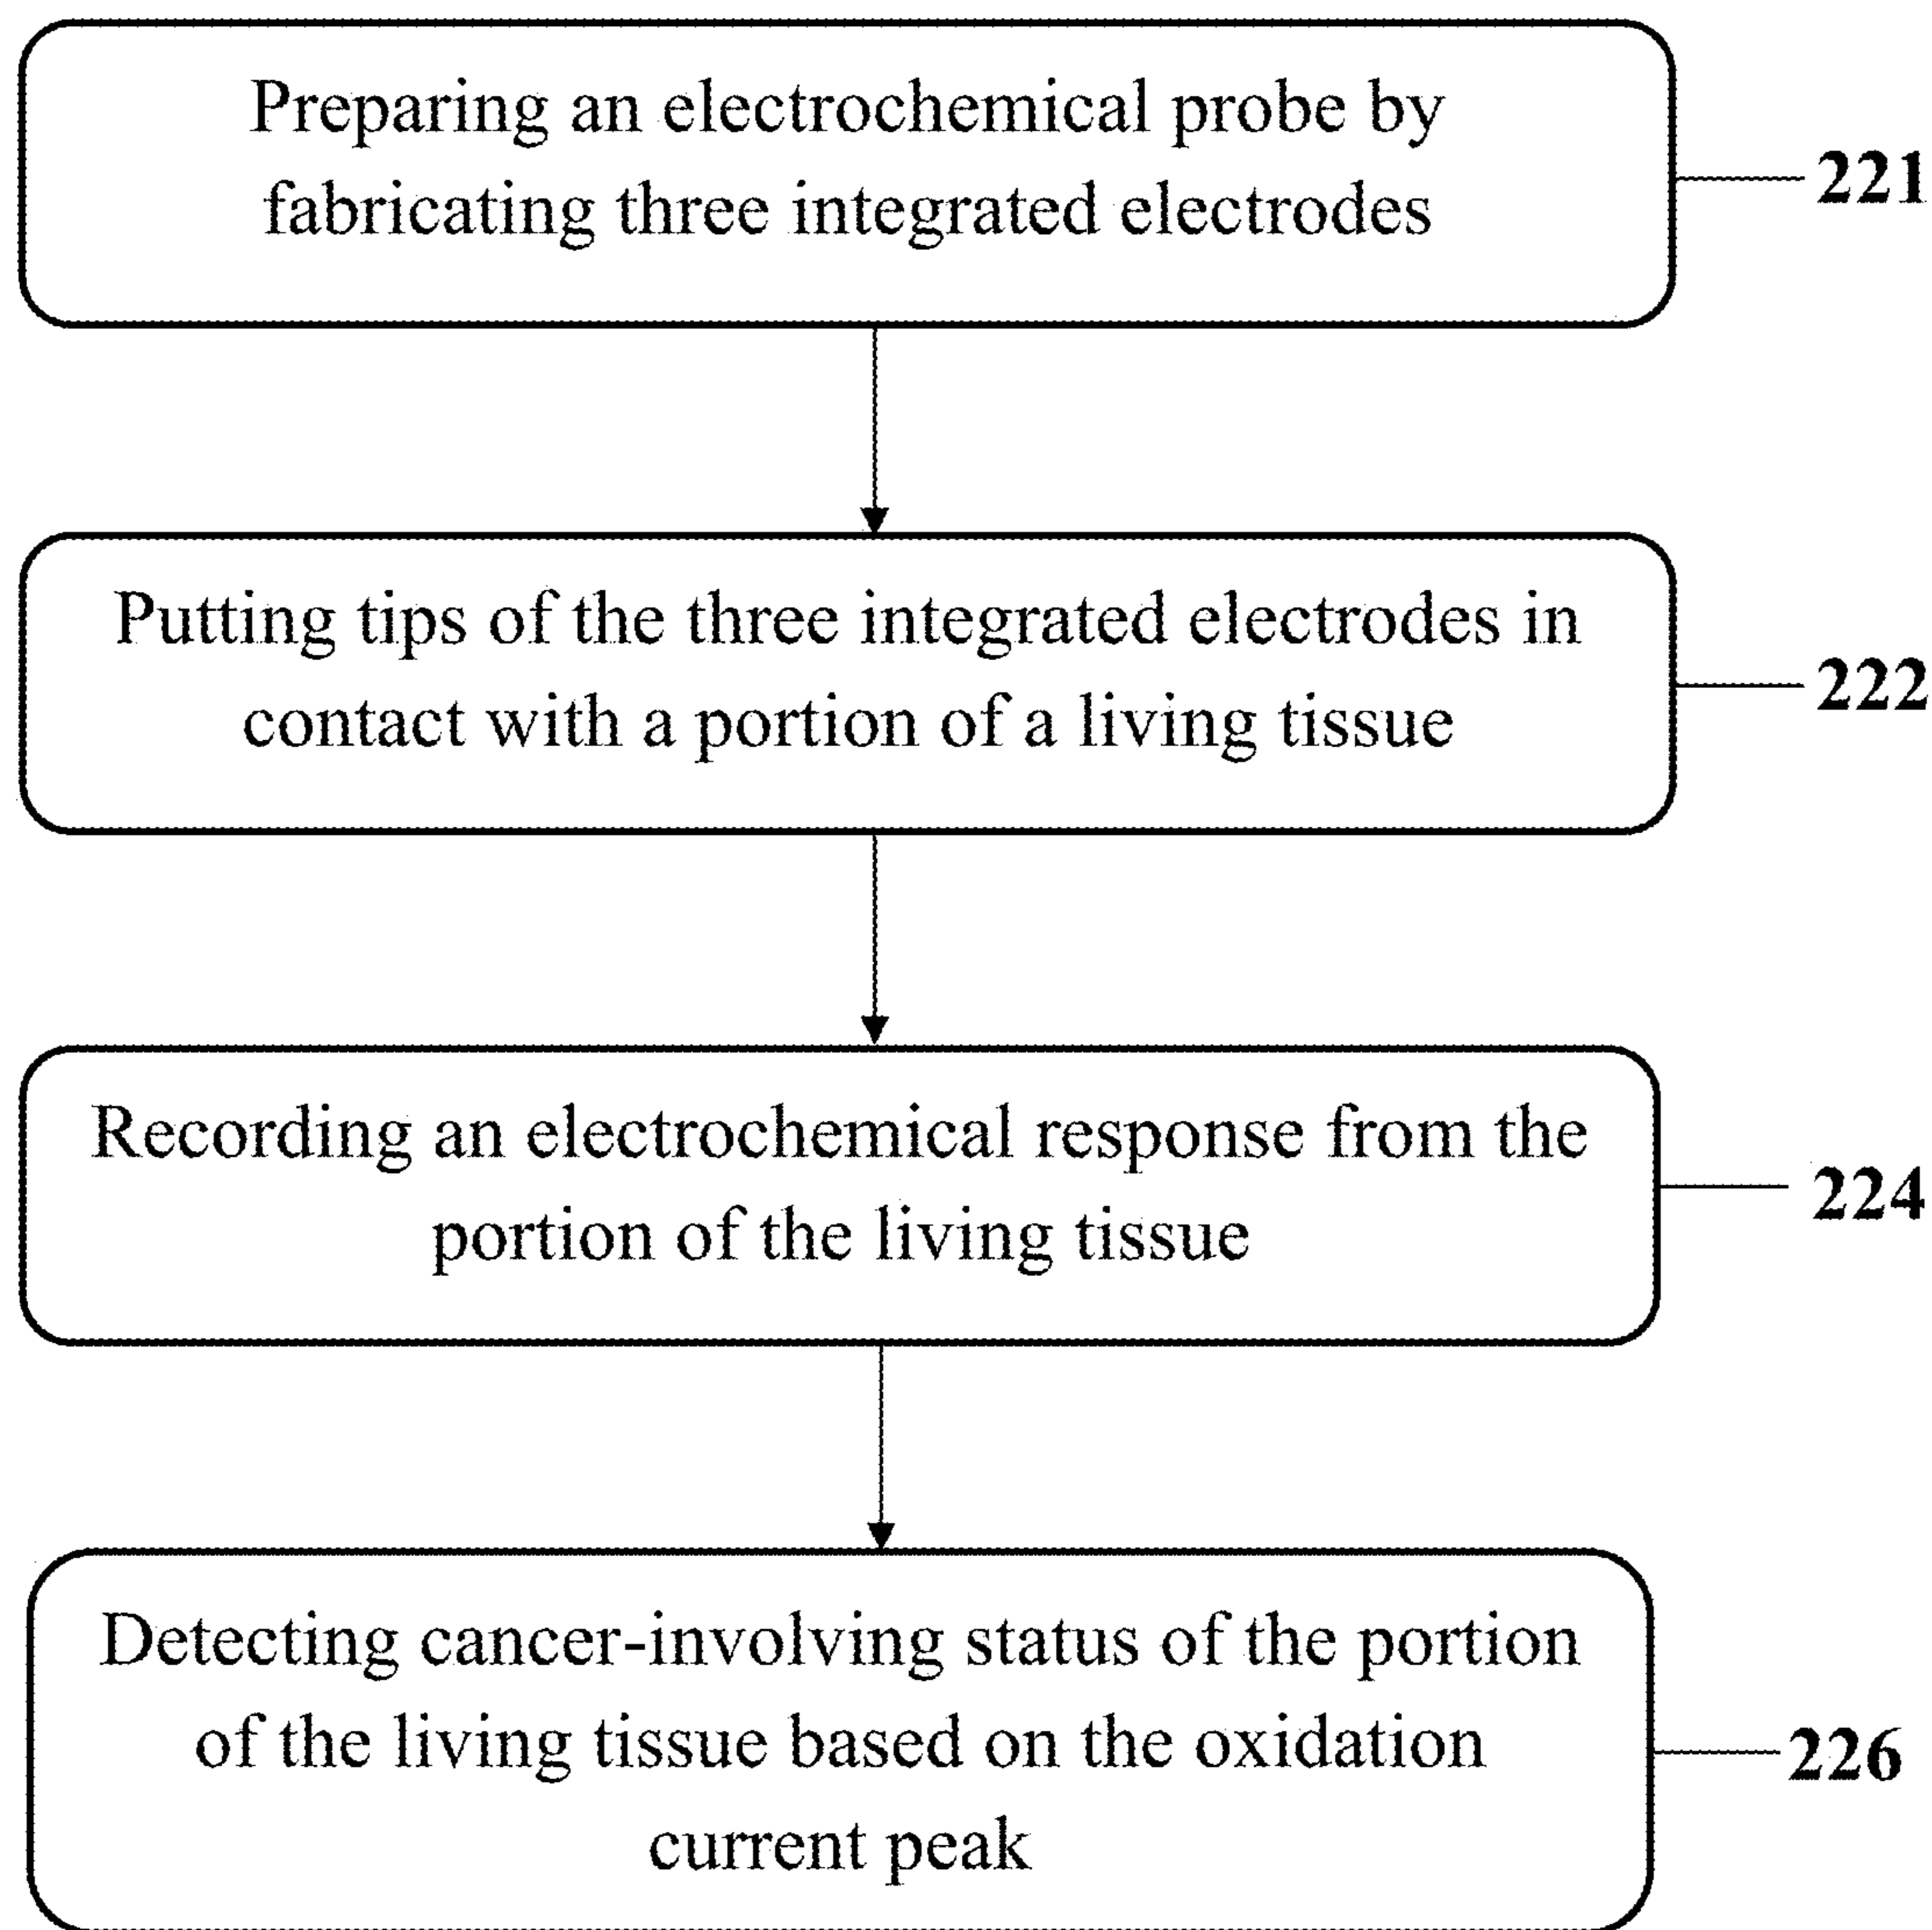 Preparing an electrochemical probe by
fabricating three integrated electrodes
221
Putting tips of the three integrated electrodes in
contact with a portion of a living tissue
222
Recording an electrochemical response from the
portion of the living tissue
224
Detecting cancer-involving status of the portion
of the living tissue based on the oxidation
current peak
226